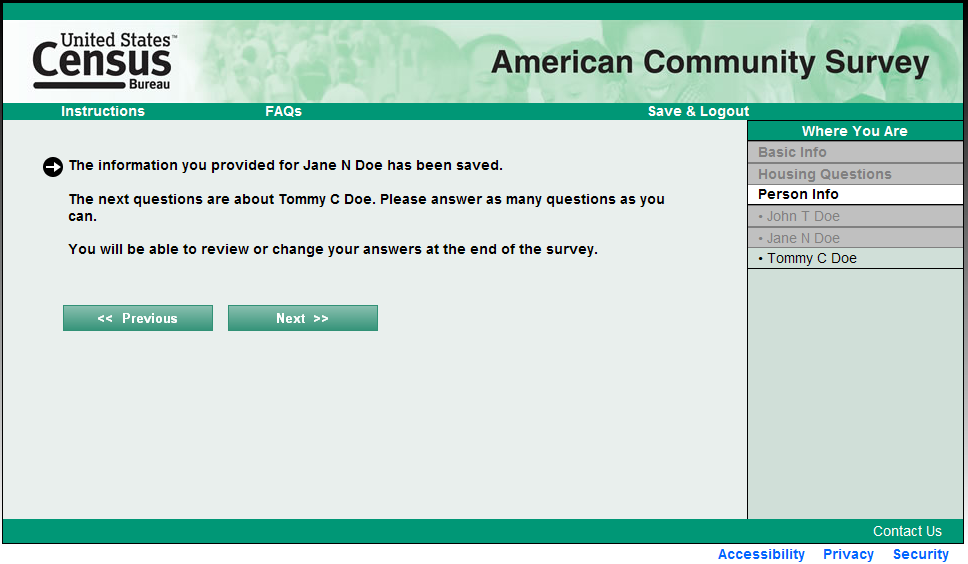 United States™
Census
Bureau
American Community Survey
Instructions FAQs Save & Logout
Where You Are
Basic Info
Housing Questions
Person Info
• John T Doe
• Jane N Doe
• Tommy C Doe
The information you provided for Jane N Doe has been saved.
The next questions are about Tommy C Doe. Please answer as many questions as you
can.
You will be able to review or change your answers at the end of the survey.
<< Previous Next >>
Contact Us
Accessibility Privacy Security